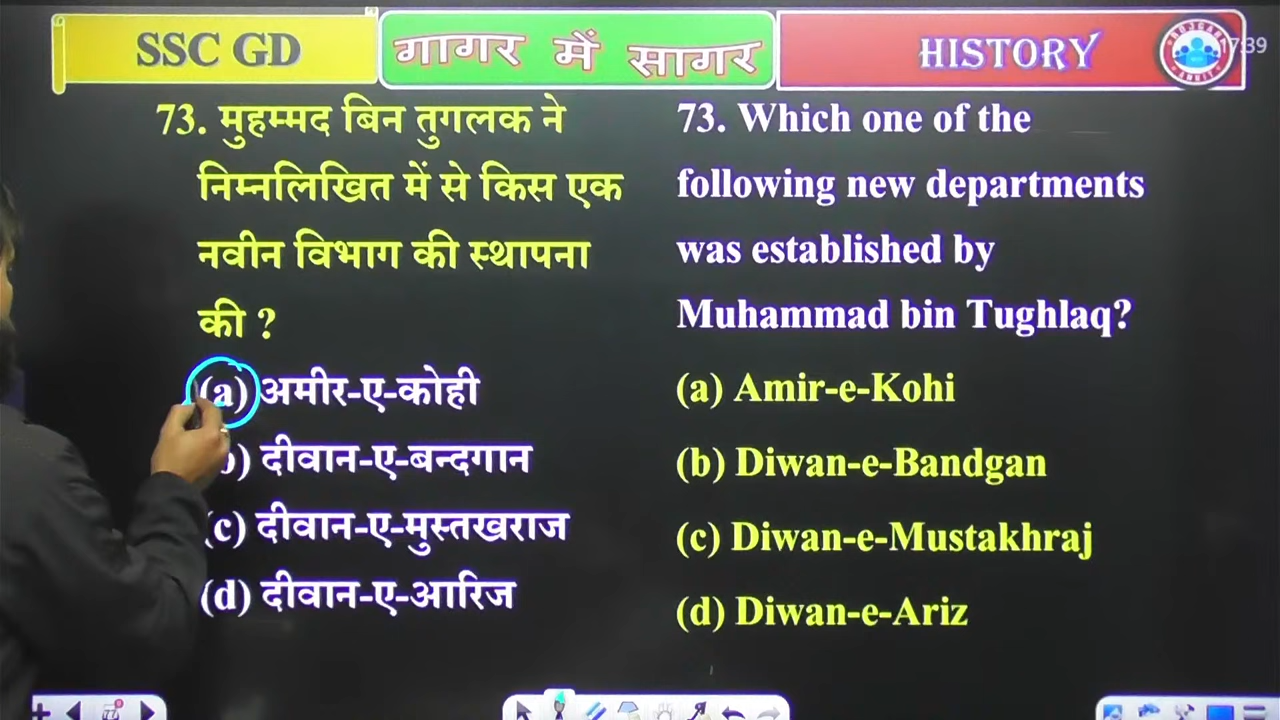 SSC GD
गागर में सागर
HISTORY
17:39
73. मुहम्मद बिन तुगलक ने
निम्नलिखित में से किस एक
नवीन विभाग की स्थापना
की ?
(a) अमीर-ए-कोही
b) दीवान-ए-बन्दगान
(c) दीवान-ए-मुस्तखराज
(d) दीवान-ए-आरिज
73. Which one of the
following new departments
was established by
Muhammad bin Tughlaq?
(a) Amir-e-Kohi
(b) Diwan-e-Bandgan
(c) Diwan-e-Mustakhraj
(d) Diwan-e-Ariz